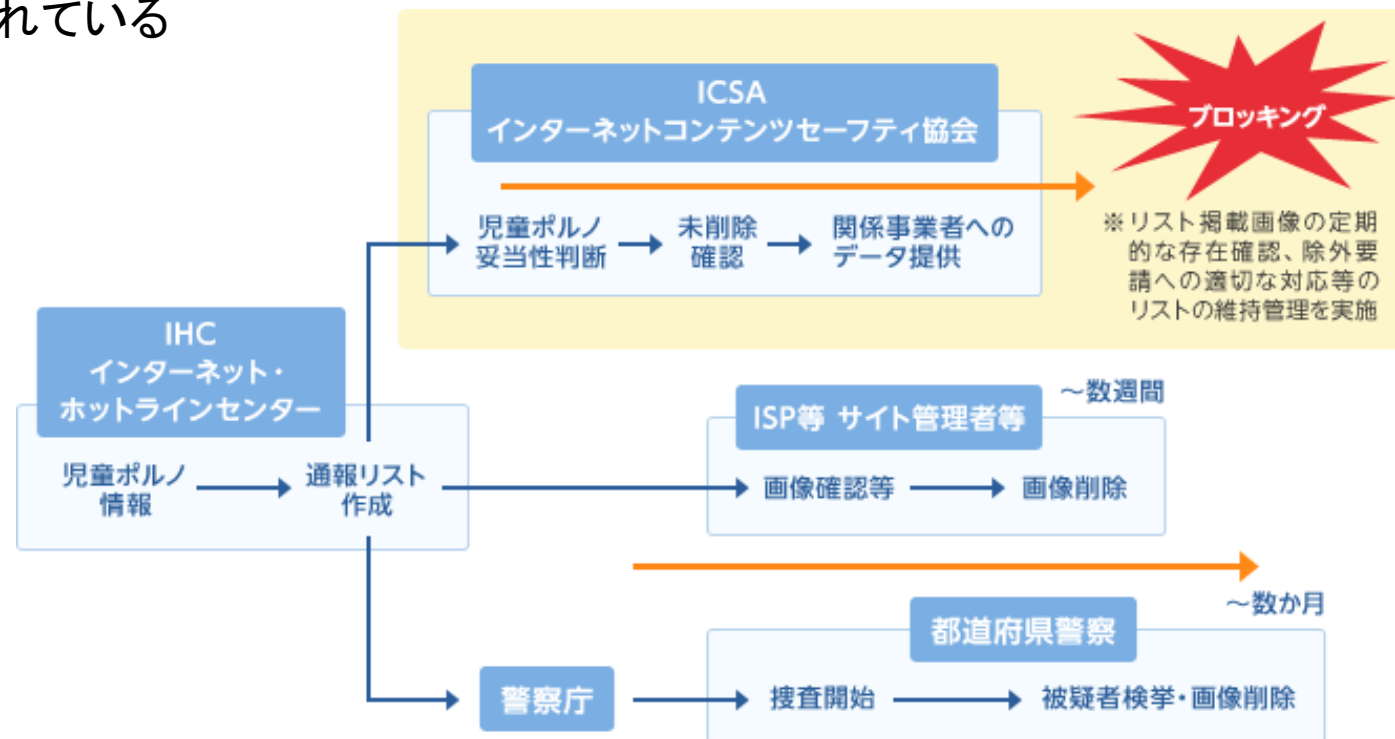 れている
ICSA
インターネットコンテンツセーフティ協会
ブロッキング
児童ポルノ
妥当性判断
未削除
確認
関係事業者への
データ提供
※リスト掲載画像の定期
的な存在確認、除外要
請への適切な対応等の
リストの維持管理を実施
IHC
インターネット・
ホットラインセンター
児童ポルノ
情報
通報リスト
作成
ISP等 サイト管理者等
～数週間
画像確認等
画像削除
～数か月
都道府県警察
警察庁
捜査開始
被疑者検挙・画像削除